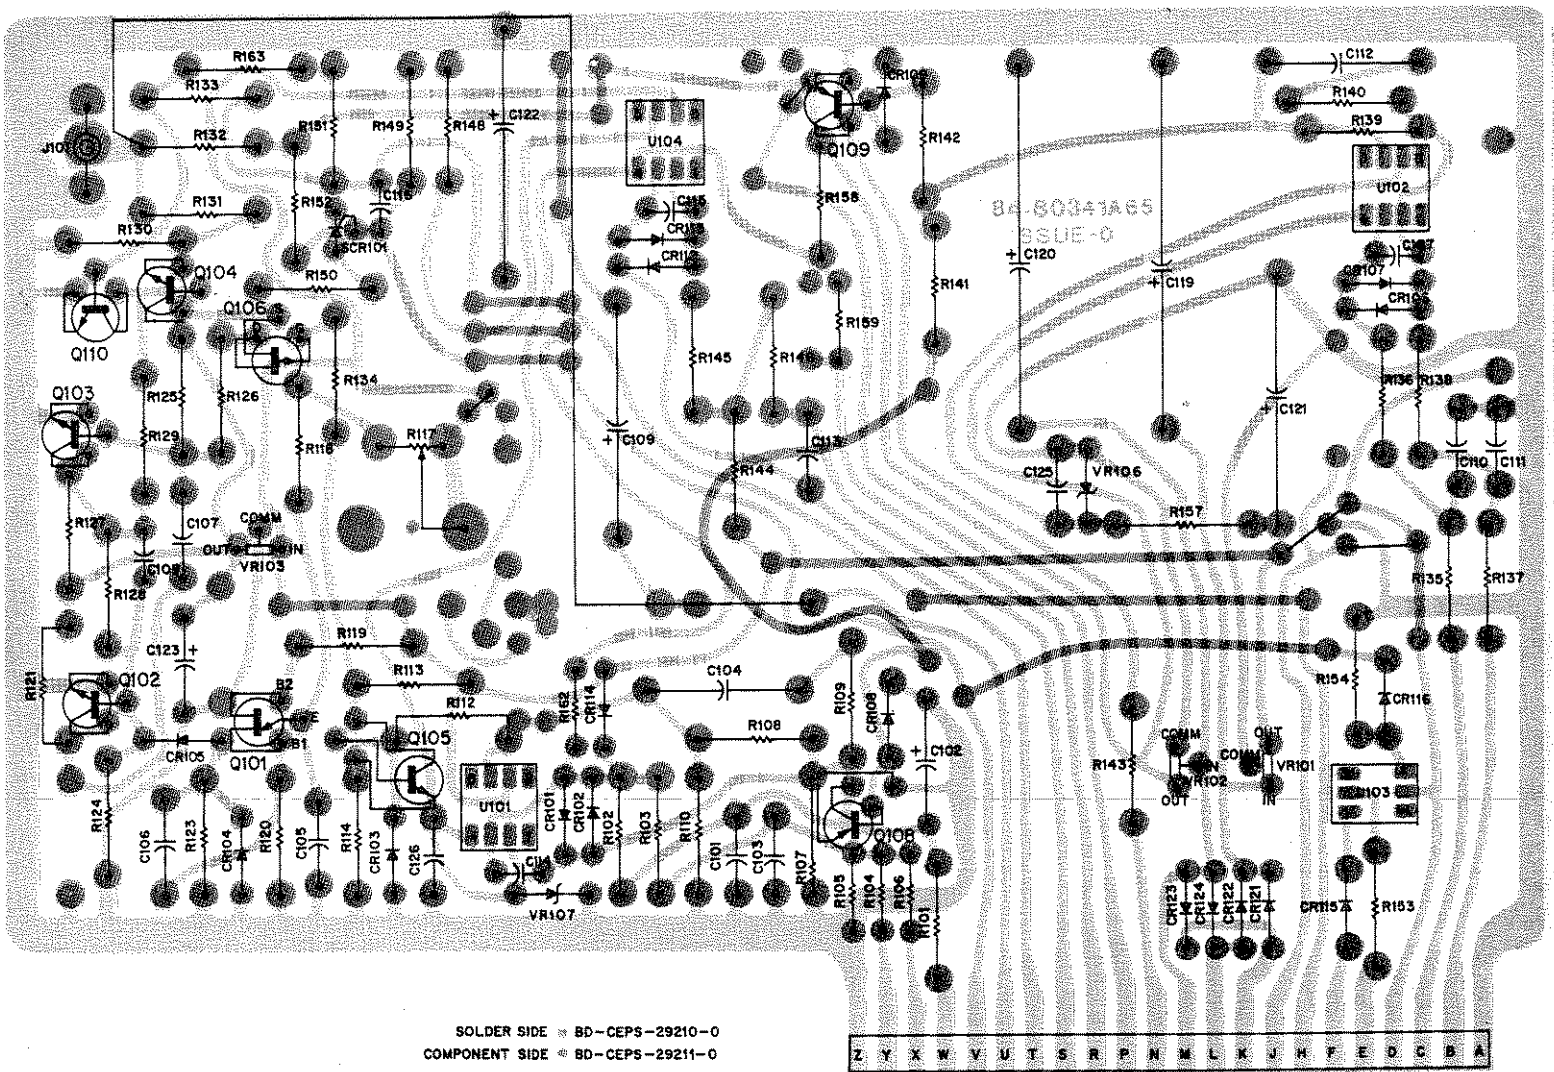 R163
C112
R133
CR109
R140
R132
R151
R149
R148
C122
U104
R142
R139
J101
Q109
U102
R131
R152
C116
C115
R158
84-80341A65
ISSUE-0
R130
SCR101
CR113
CR112
C120
C119
C107
CR107
Q104
R150
R141
Q106
R159
Q110
R145
Q103
R125
R126
R134
R136
R138
C121
R129
R118
R117
C109
C113
R144
C110
C111
C125
VR106
R127
C107
COMM
R157
OUT
IN
VR103
R128
R135
R137
R119
C123
R121
Q102
B2
R113
C104
R154
E
R112
R162
CR114
R109
CR108
CR116
B1
Q105
R108
C102
CR105
Q101
COMM
OUT
R143
IN
VR102
COMM
VR101
OUT
IN
R124
U101
CR101
CR102
U103
C106
R123
CR104
R120
C105
R114
CR103
C126
R102
R103
R110
C101
C103
R107
Q108
C114
VR107
R105
R104
R106
R101
CR123
CR124
CR122
CR121
CR115
R153
SOLDER SIDE BD-CEPS-29210-0
COMPONENT SIDE BD-CEPS-29211-0
Z Y X W V U T S R P N M L K J H F E D C B A